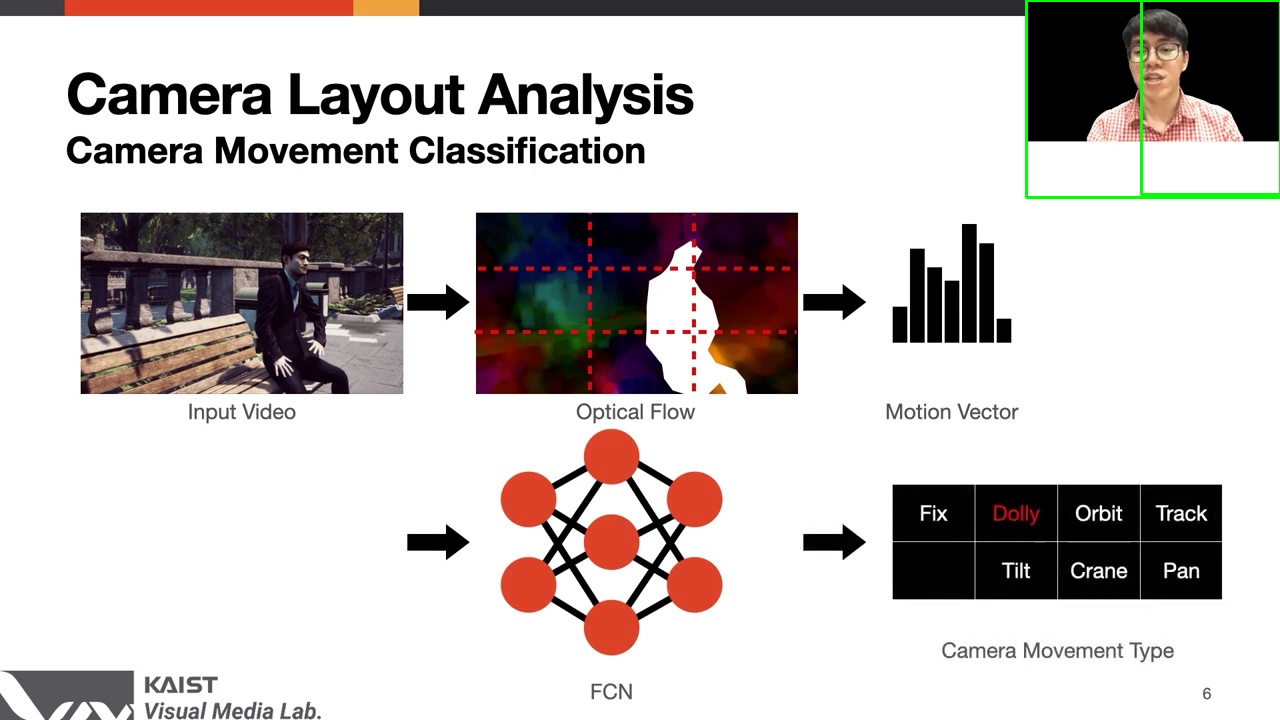 Camera Layout Analysis
Camera Movement Classification
Input Video
Optical Flow
Motion Vector
Fix
Dolly
Orbit
Track
Tilt
Crane
Pan
Camera Movement Type
FCN
KAIST
Visual Media Lab.
6